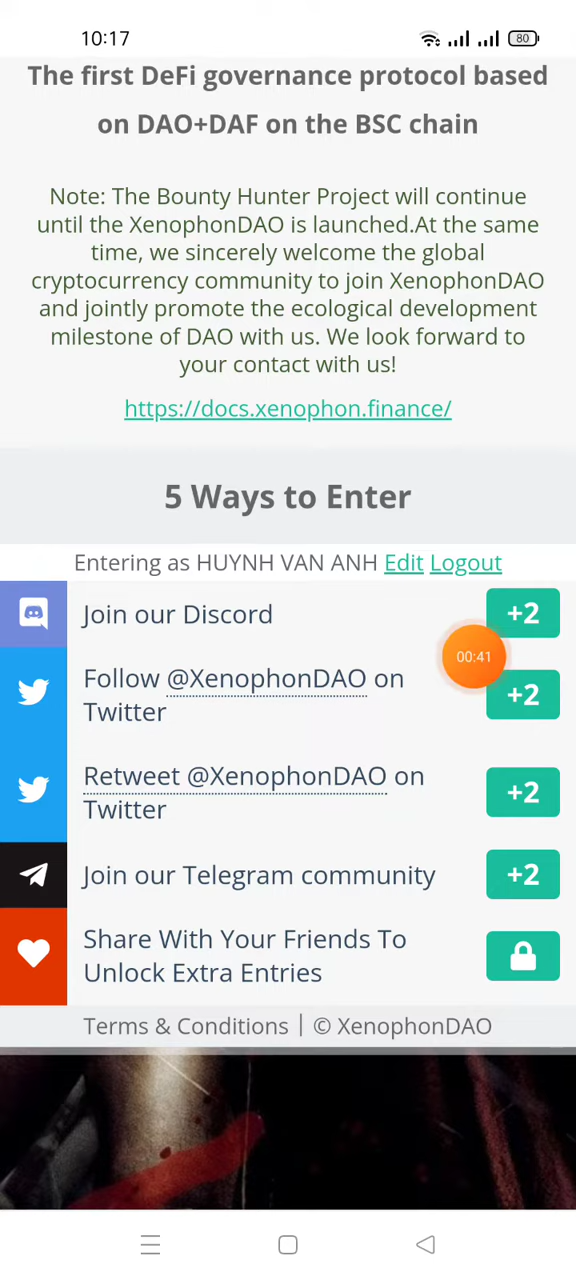 10:17
80
The first DeFi governance protocol based
on DAO+DAF on the BSC chain
Note: The Bounty Hunter Project will continue
until the XenophonDAO is launched.At the same
time, we sincerely welcome the global
cryptocurrency community to join XenophonDAO
and jointly promote the ecological development
milestone of DAO with us. We look forward to
your contact with us!
https://docs.xenophon.finance/
5 Ways to Enter
Entering as HUYNH VAN ANH Edit Logout
Join our Discord +2
00:41
Follow @XenophonDAO on
Twitter +2
Retweet @XenophonDAO on
Twitter +2
Join our Telegram community +2
Share With Your Friends To
Unlock Extra Entries
Terms & Conditions | © XenophonDAO